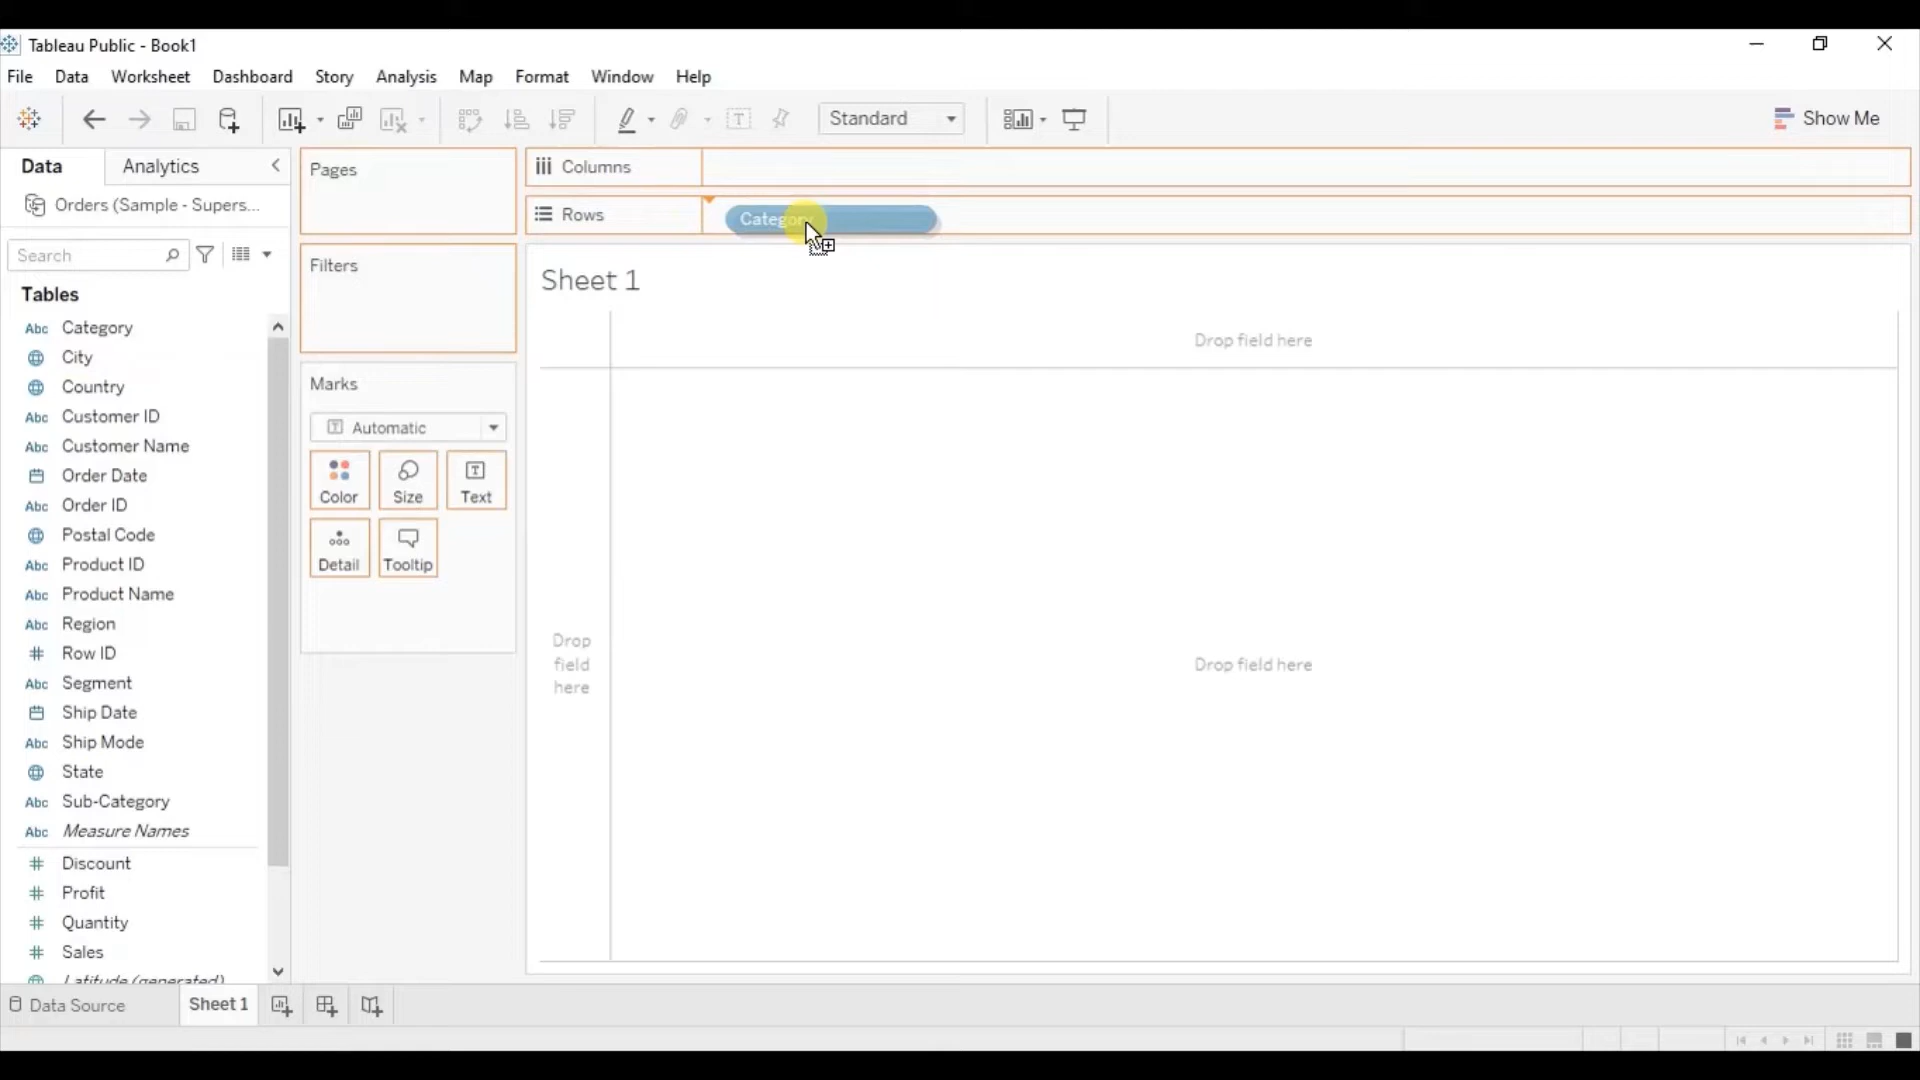 Tableau Public - Book1
File Data Worksheet Dashboard Story Analysis Map Format Window Help
Standard
Show Me
Data Analytics
Orders (Sample - Supers...
Search
Tables
Abc Category
City
Country
Abc Customer ID
Abc Customer Name
Order Date
Abc Order ID
Postal Code
Abc Product ID
Abc Product Name
Abc Region
# Row ID
Abc Segment
Ship Date
Abc Ship Mode
State
Abc Sub-Category
Abc Measure Names
# Discount
# Profit
# Quantity
# Sales
Latitude (generated)
Pages
Filters
Marks
Automatic
Color Size Text
Detail Tooltip
Columns
Rows
Category
Sheet 1
Drop field here
Drop
field
here
Drop field here
Data Source Sheet 1